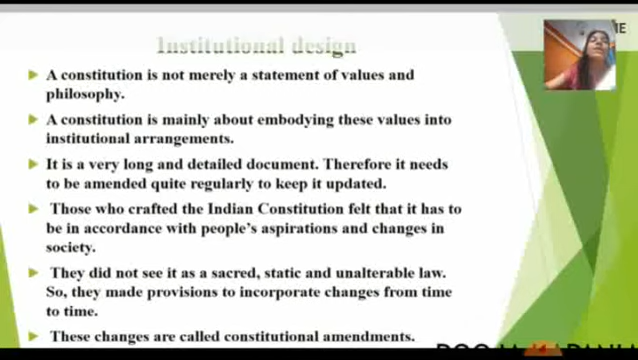 Institutional design
A constitution is not merely a statement of values and
philosophy.
A constitution is mainly about embodying these values into
institutional arrangements.
It is a very long and detailed document. Therefore it needs
to be amended quite regularly to keep it updated.
Those who crafted the Indian Constitution felt that it has to
be in accordance with people's aspirations and changes in
society.
They did not see it as a sacred, static and unalterable law.
So, they made provisions to incorporate changes from time
to time.
These changes are called constitutional amendments.